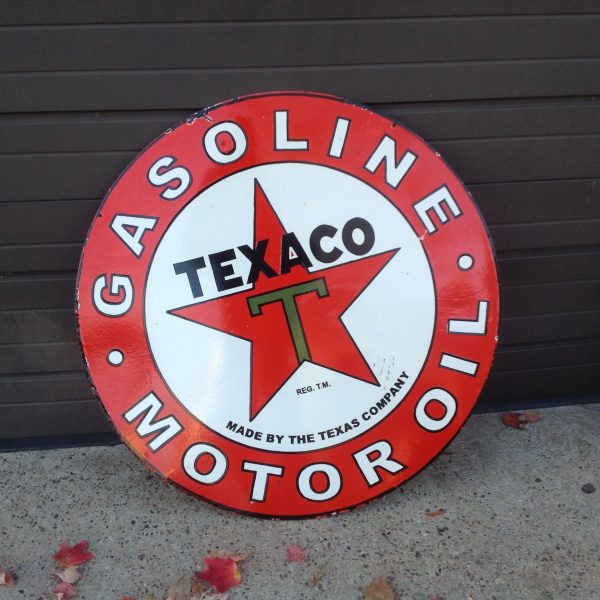 GASOLINE
TEXACO
T
REG. T.M.
MADE BY THE TEXAS COMPANY
• MOTOR OIL •